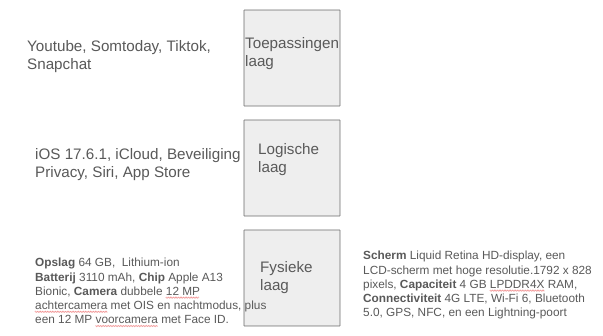 Youtube, Somtoday, Tiktok,
Snapchat
Toepassingen
laag
iOS 17.6.1, iCloud, Beveiliging
Privacy, Siri, App Store
Logische
laag
Opslag 64 GB, Lithium-ion
Batterij 3110 mAh, Chip Apple A13
Bionic, Camera dubbele 12 MP
achtercamera met OIS en nachtmodus, plus
een 12 MP voorcamera met Face ID.
Fysieke
laag
Scherm Liquid Retina HD-display, een
LCD-scherm met hoge resolutie.1792 x 828
pixels, Capaciteit 4 GB LPDDR4X RAM,
Connectiviteit 4G LTE, Wi-Fi 6, Bluetooth
5.0, GPS, NFC, en een Lightning-poort